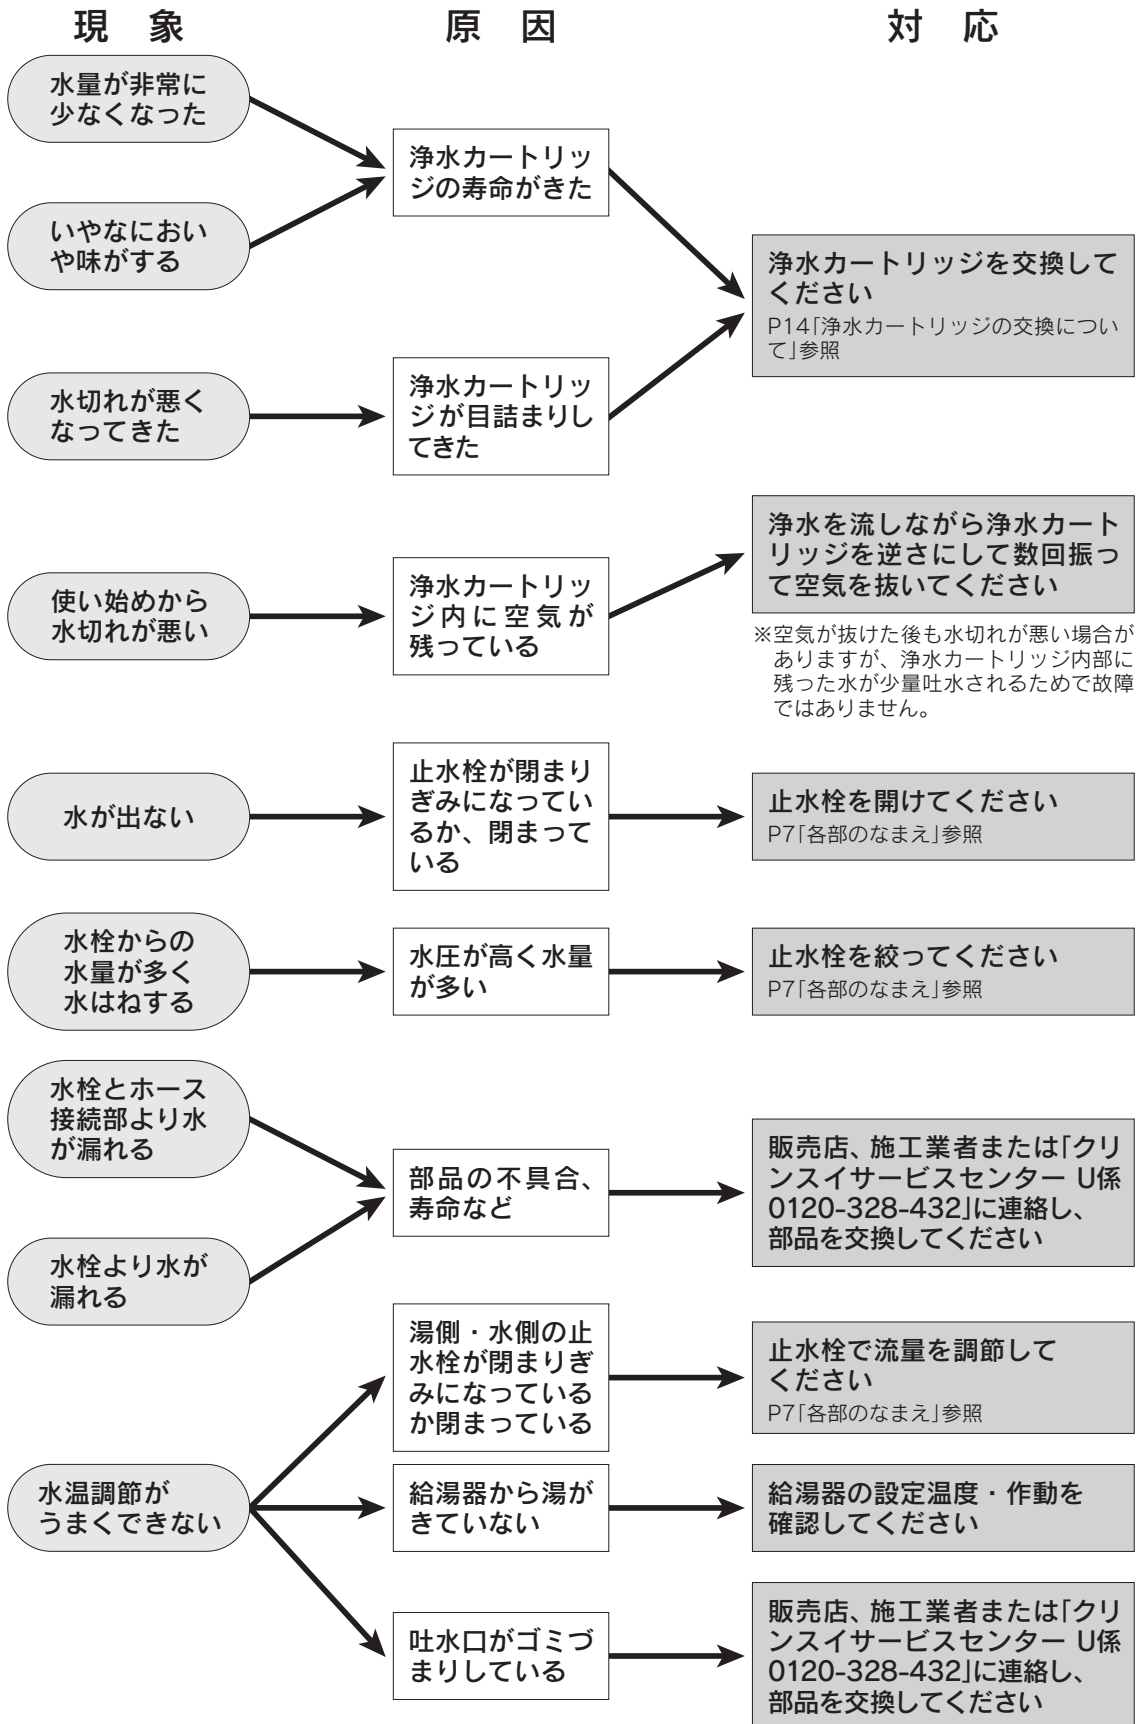 現 象
原 因
対 応
水量が非常に
少なくなった
いやなにおい
や味がする
浄水カートリッ
ジの寿命がきた
浄水カートリッジを交換して
ください
P14「浄水カートリッジの交換につい
て」参照
水切れが悪く
なってきた
浄水カートリッ
ジが目詰まりし
てきた
使い始めから
水切れが悪い
浄水カートリッ
ジ内に空気が
残っている
浄水を流しながら浄水カート
リッジを逆さにして数回振っ
て空気を抜いてください
※空気が抜けた後も水切れが悪い場合が
ありますが、浄水カートリッジ内部に
残った水が少量吐水されるためで故障
ではありません。
水が出ない
止水栓が閉まり
ぎみになってい
るか、閉まって
いる
止水栓を開けてください
P7「各部のなまえ」参照
水栓からの
水量が多く
水はねする
水圧が高く水量
が多い
止水栓を絞ってください
P7「各部のなまえ」参照
水栓とホース
接続部より水
が漏れる
水栓より水が
漏れる
部品の不具合、
寿命など
販売店、施工業者または「クリ
ンスイサービスセンター U係
0120-328-432」に連絡し、
部品を交換してください
水温調節が
うまくできない
湯側・水側の止
水栓が閉まりぎ
みになっている
か閉まっている
止水栓で流量を調節して
ください
P7「各部のなまえ」参照
給湯器から湯が
きていない
給湯器の設定温度・作動を
確認してください
吐水口がゴミづ
まりしている
販売店、施工業者または「クリ
ンスイサービスセンター U係
0120-328-432」に連絡し、
部品を交換してください